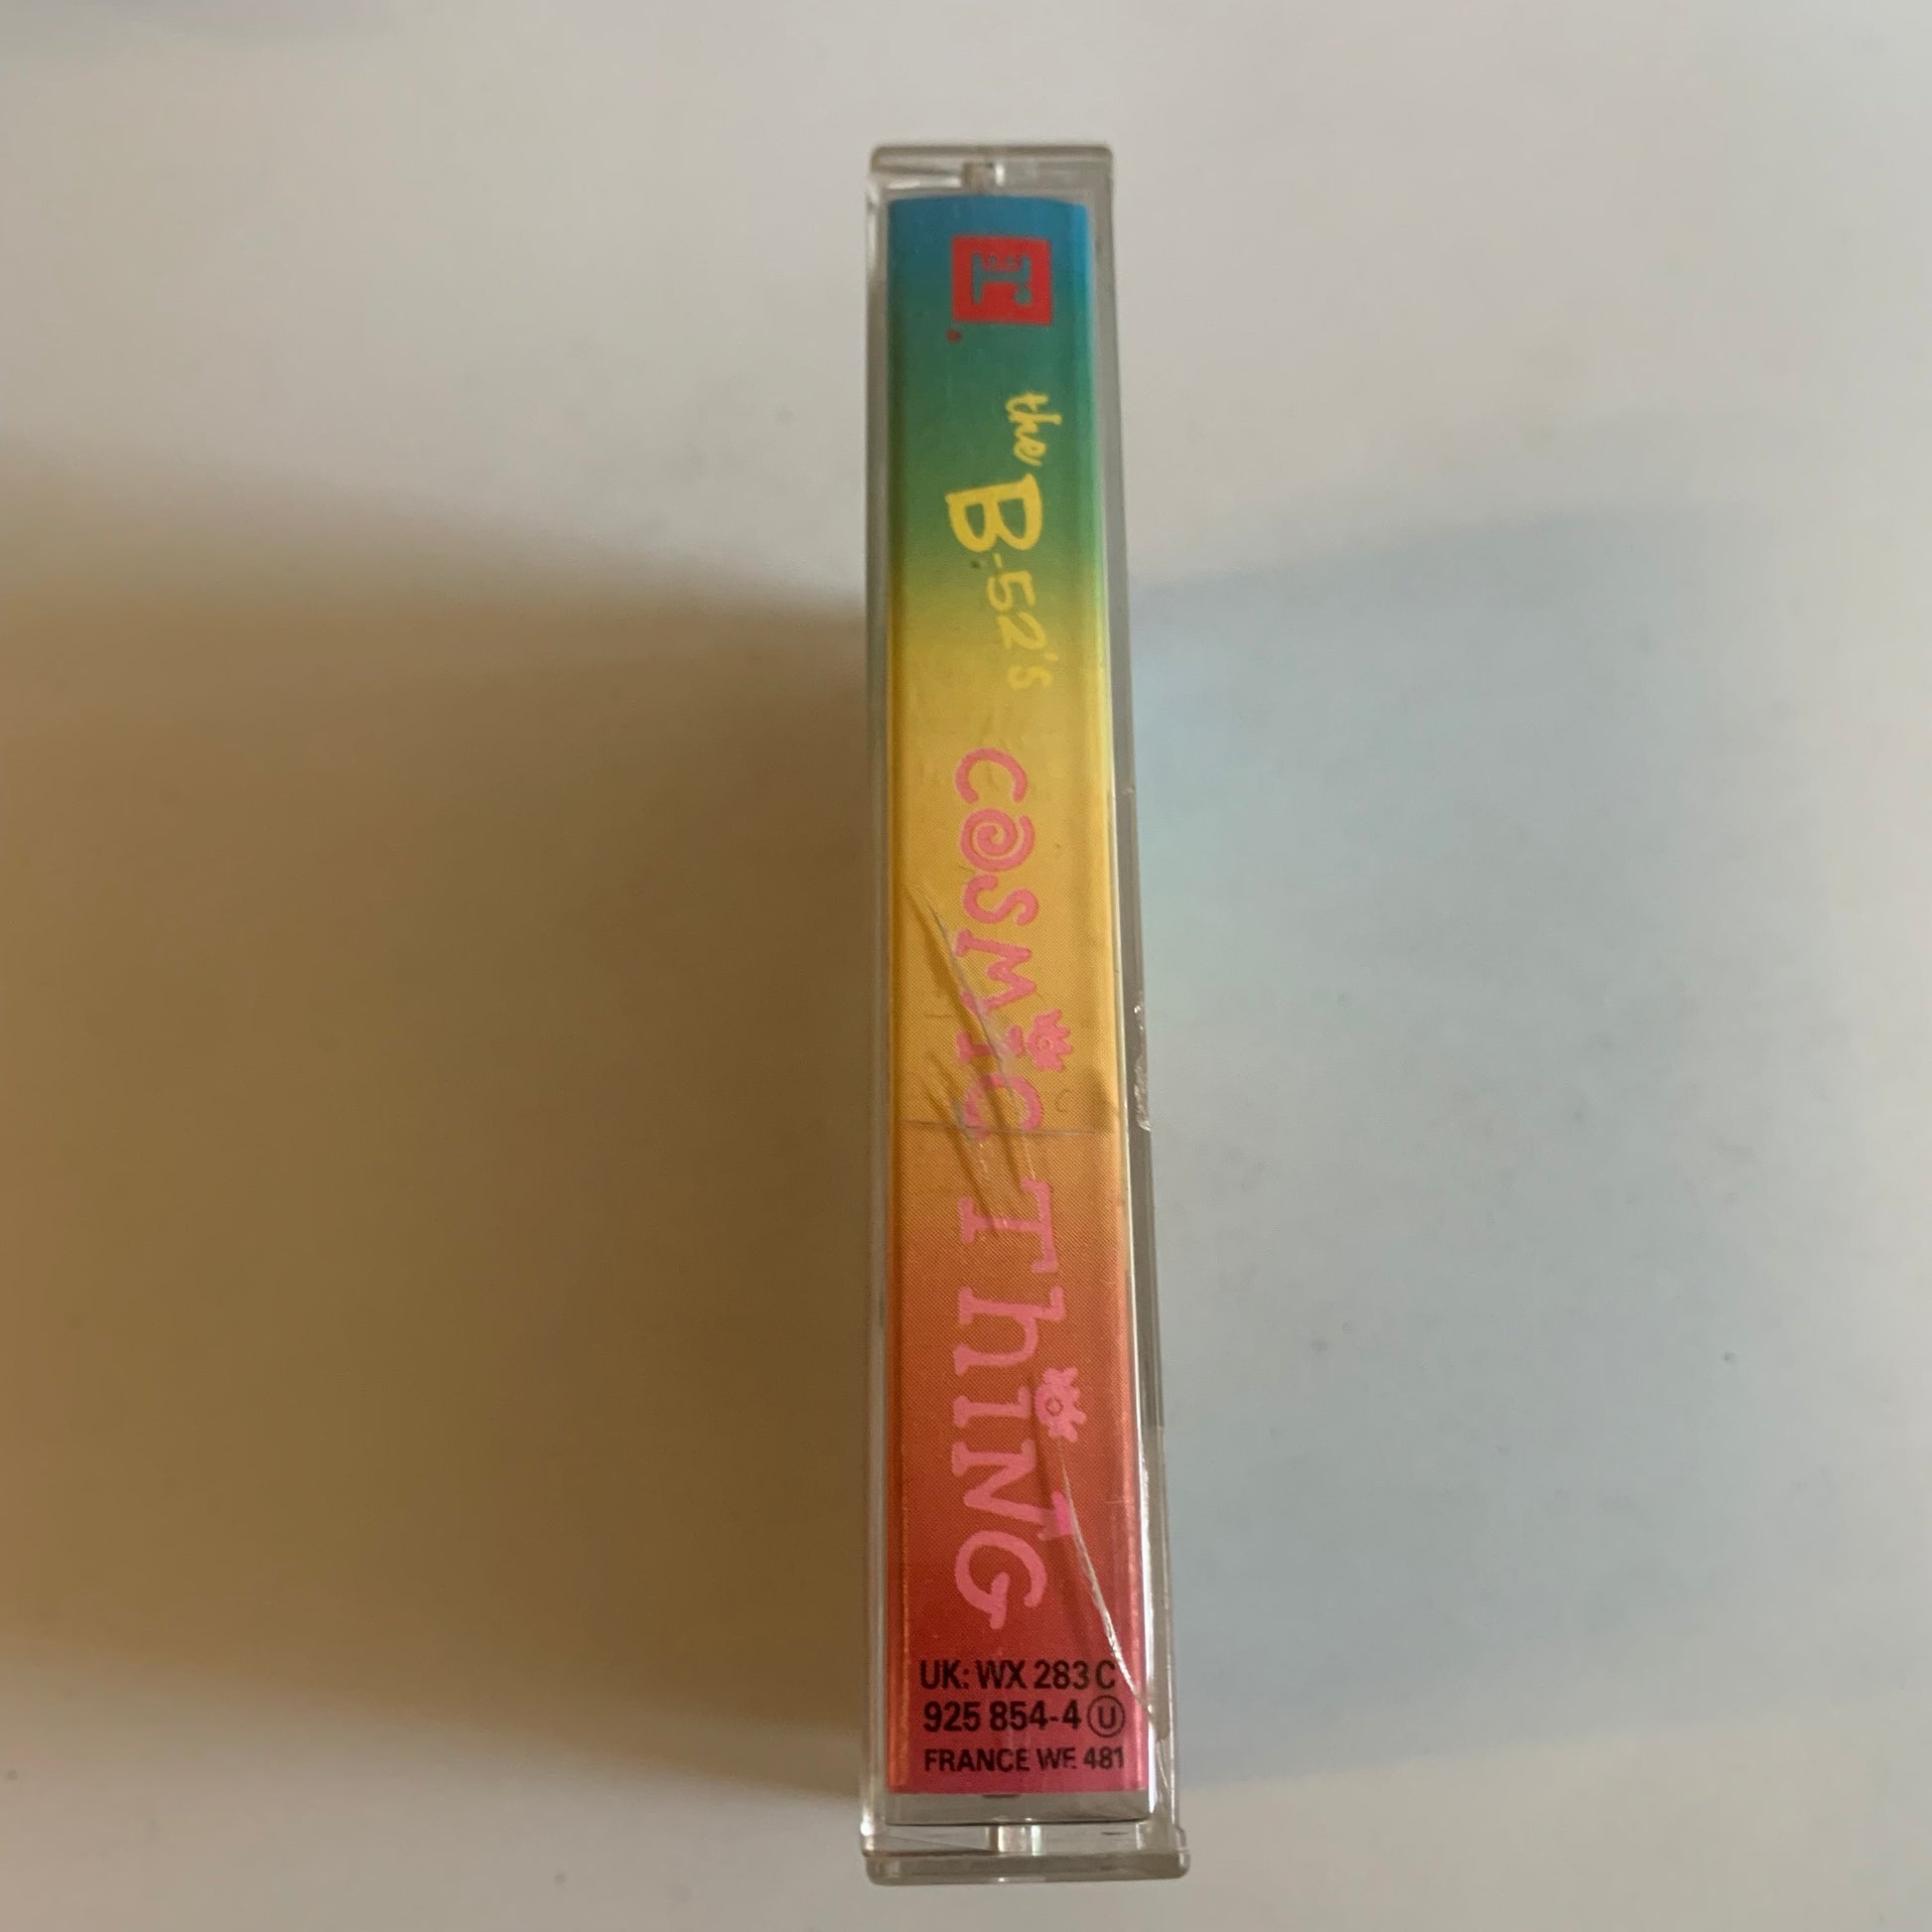 r
the B-52's
COSMiC ThiNG
UK: WX 283 C
925 854-4 U
FRANCE WE 481